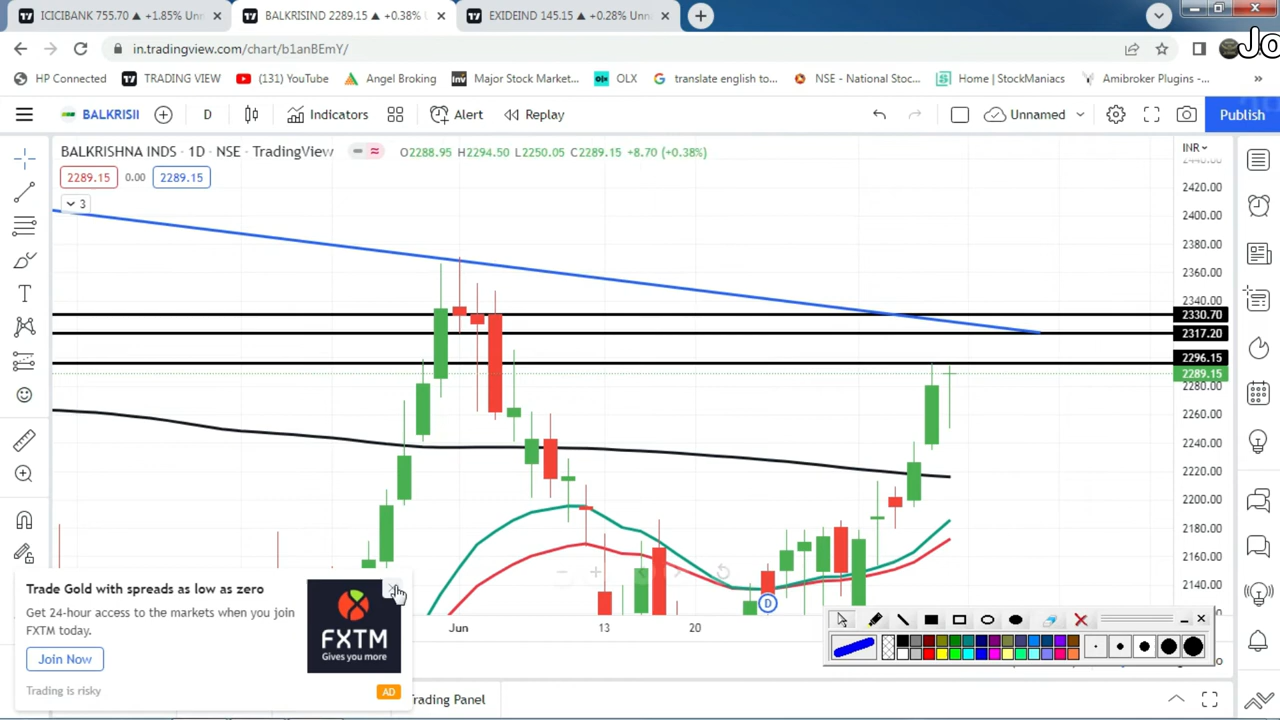 ICICIBANK 755.70 ▲ +1.85% Unn
BALKRISIND 2289.15 ▲ +0.38%
EXIDEIND 145.15 ▲ +0.28% Unn
in.tradingview.com/chart/b1anBEmY/
Jo
HP Connected
TRADING VIEW
(131) YouTube
Angel Broking
Major Stock Market...
OLX
translate english to...
NSE - National Stoc...
Home | StockManiacs
Amibroker Plugins -...
BALKRISII
D
Indicators
Alert
Replay
Unnamed
Publish
BALKRISHNA INDS · 1D · NSE · TradingView
O2288.95 H2294.50 L2250.05 C2289.15 +8.70 (+0.38%)
INR
2289.15 0.00 2289.15
3
2440.00
2420.00
2400.00
2380.00
2360.00
2340.00
2330.70
2317.20
2296.15
2289.15
2280.00
2260.00
2240.00
2220.00
2200.00
2180.00
2160.00
2140.00
D
Jun
13
20
Trade Gold with spreads as low as zero
Get 24-hour access to the markets when you join
FXTM today.
Join Now
Trading is risky
FXTM
Gives you more
AD
rading Panel